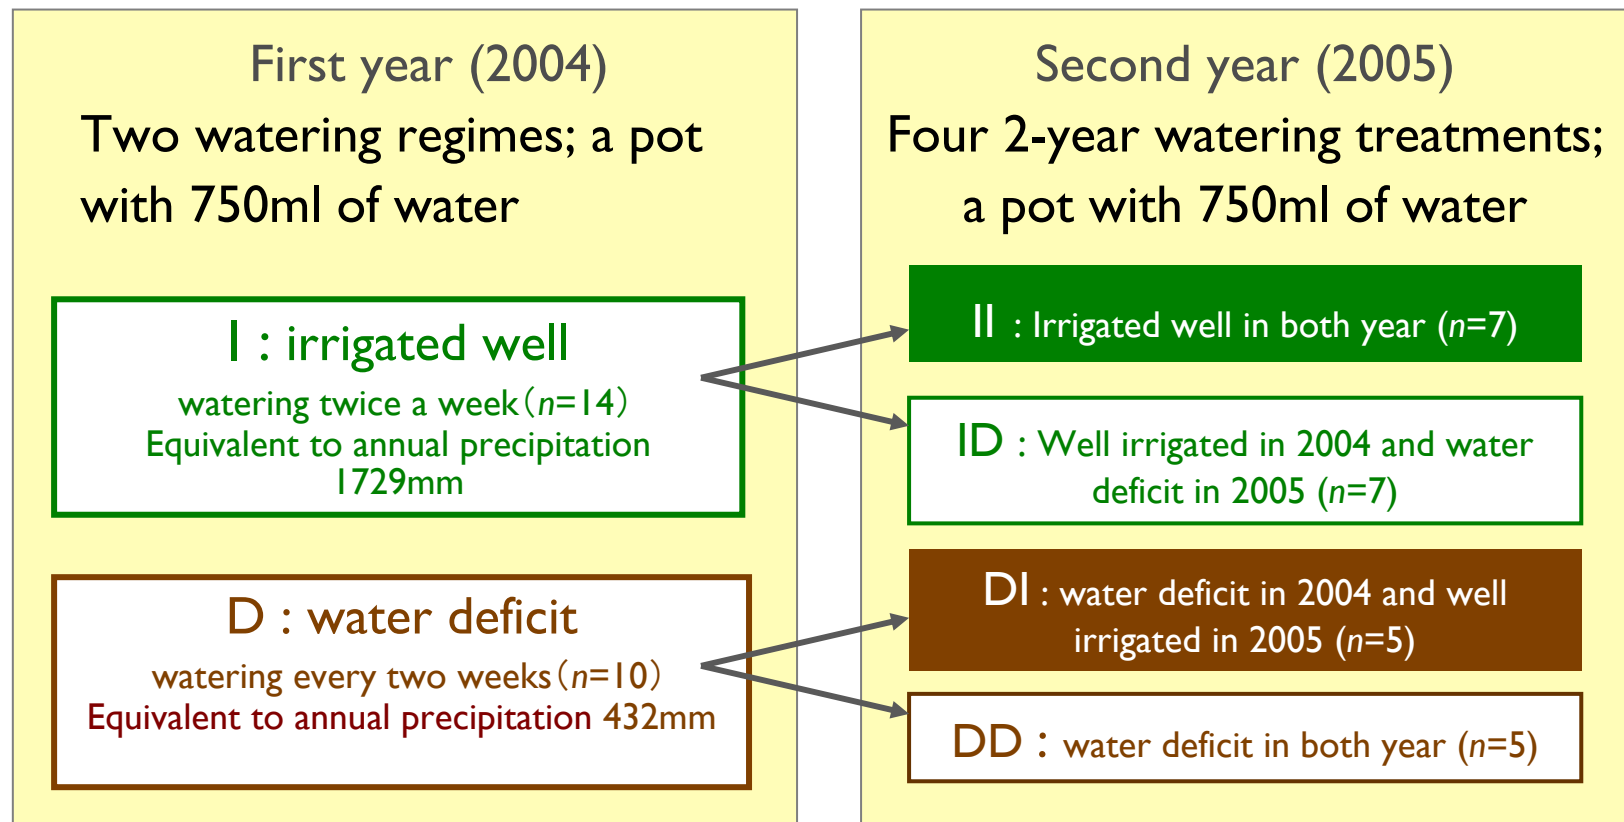 First year (2004)
Two watering regimes; a pot
with 750ml of water
I : irrigated well
watering twice a week（n=14）
Equivalent to annual precipitation
1729mm
D : water deficit
watering every two weeks（n=10）
Equivalent to annual precipitation 432mm
Second year (2005)
Four 2-year watering treatments;
a pot with 750ml of water
II : Irrigated well in both year (n=7)
ID : Well irrigated in 2004 and water
deficit in 2005 (n=7)
DI : water deficit in 2004 and well
irrigated in 2005 (n=5)
DD : water deficit in both year (n=5)